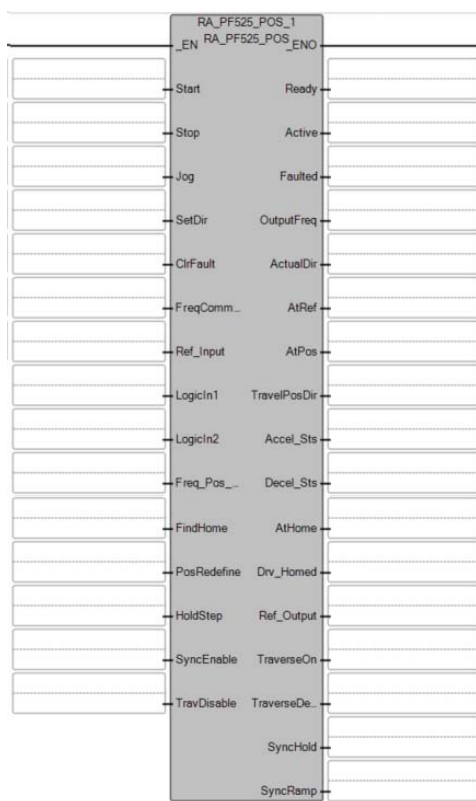 RA_PF525_POS_1
_EN RA_PF525_POS _ENO
Start Ready
Stop Active
Jog Faulted
SetDir OutputFreq
ClrFault ActualDir
FreqComm... AtRef
Ref_Input AtPos
LogicIn1 TravelPosDir
LogicIn2 Accel_Sts
Freq_Pos_... Decel_Sts
FindHome AtHome
PosRedefine Drv_Homed
HoldStep Ref_Output
SyncEnable TraverseOn
TravDisable TraverseDe...
SyncHold
SyncRamp